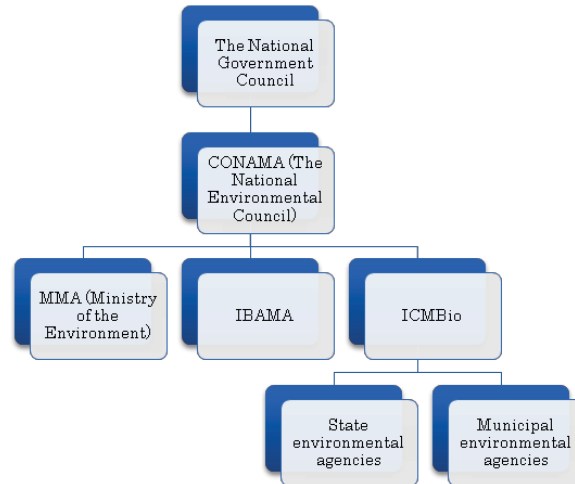 The National
Government
Council
CONAMA (The
National
Environmental
Council)
MMA (Ministry
of the
Environment)
IBAMA
ICMBio
State
environmental
agencies
Municipal
environmental
agencies